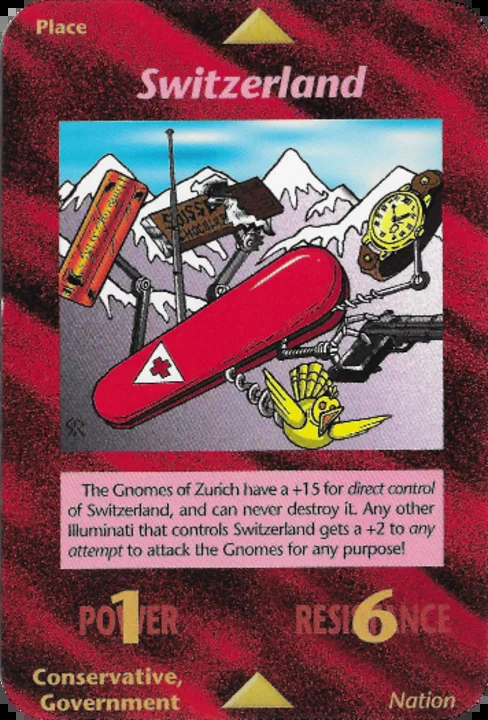 Place
Switzerland
SUISSE
CHOCOLATE
The Gnomes of Zurich have a +15 for direct control
of Switzerland, and can never destroy it. Any other
Illuminati that controls Switzerland gets a +2 to any
attempt to attack the Gnomes for any purpose!
POWER
1
RESISTANCE
6
Conservative,
Government
Nation